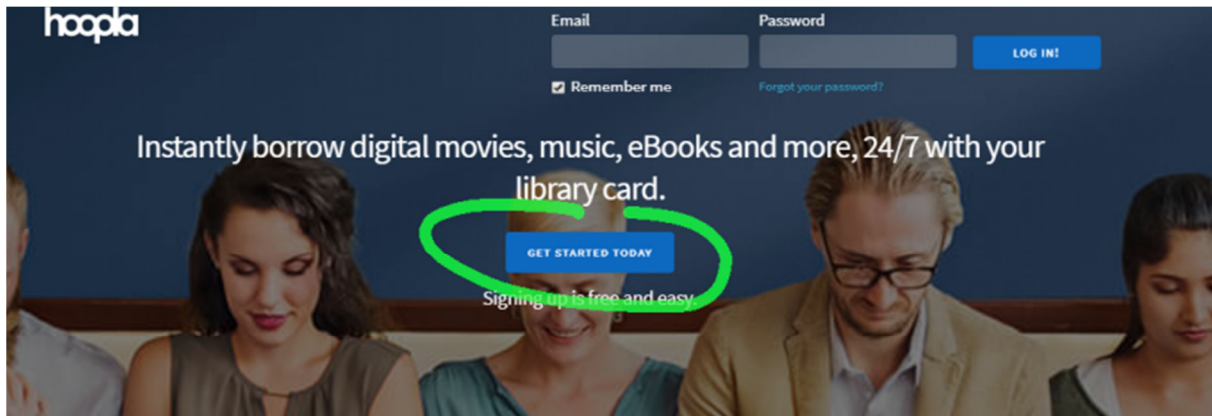 hoopla
Email
Password
LOG IN!
Remember me
Forgot your password?
Instantly borrow digital movies, music, eBooks and more, 24/7 with your
library card.
GET STARTED TODAY
Signing up is free and easy.